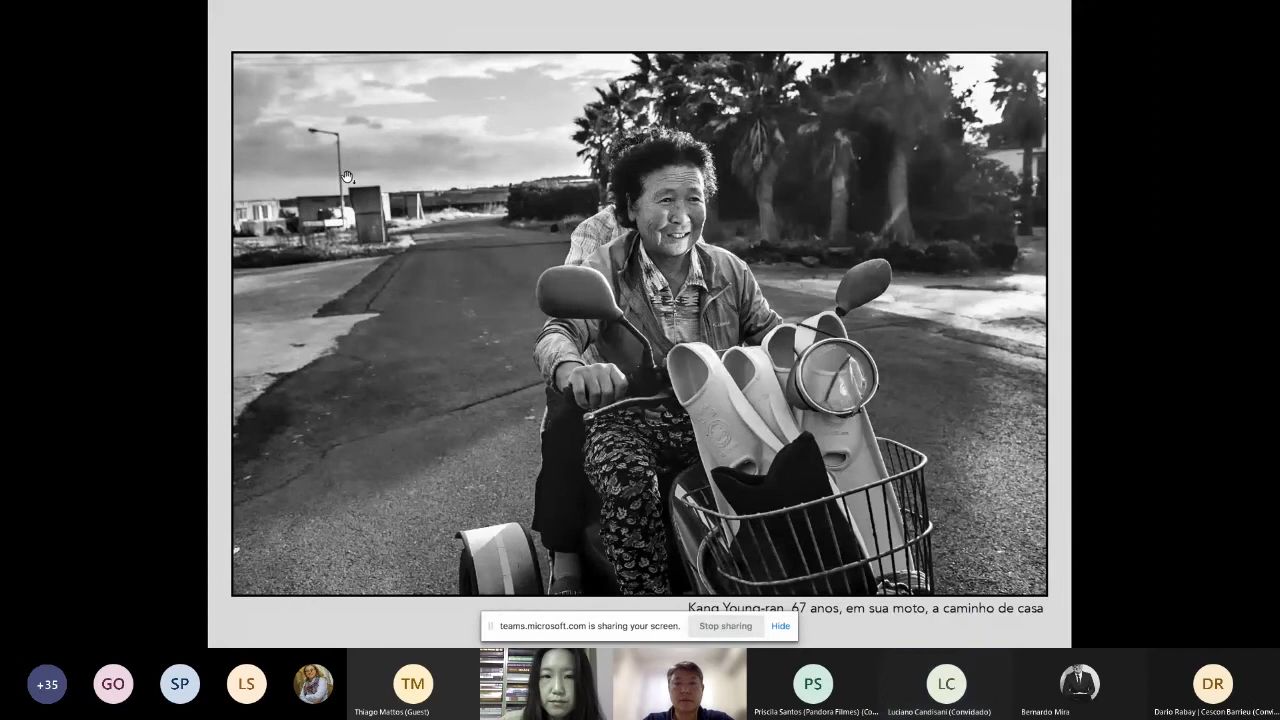 Kang Young-ran, 67 anos, em sua moto, a caminho de casa
teams.microsoft.com is sharing your screen.
Stop sharing
Hide
+35
GO
SP
LS
TM
Thiago Mattos (Guest)
PS
Priscila Santos (Pandora Filmes) (Co...
LC
Luciano Candisani (Convidado)
Bernardo Mira
DR
Dario Rabay | Cescon Barrieu (Convi...